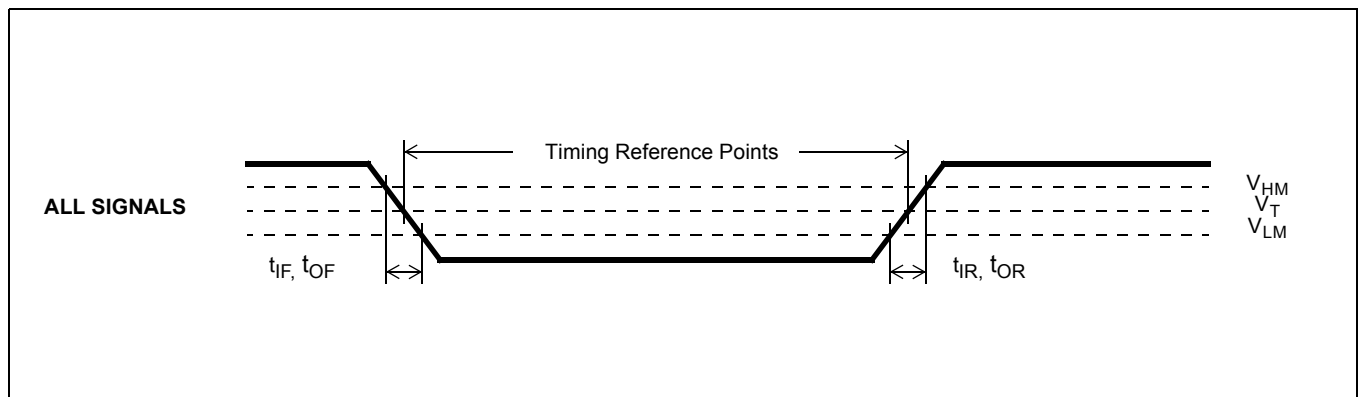 Timing Reference Points
ALL SIGNALS
V_HM
V_T
V_LM
t_IF, t_OF
t_IR, t_OR